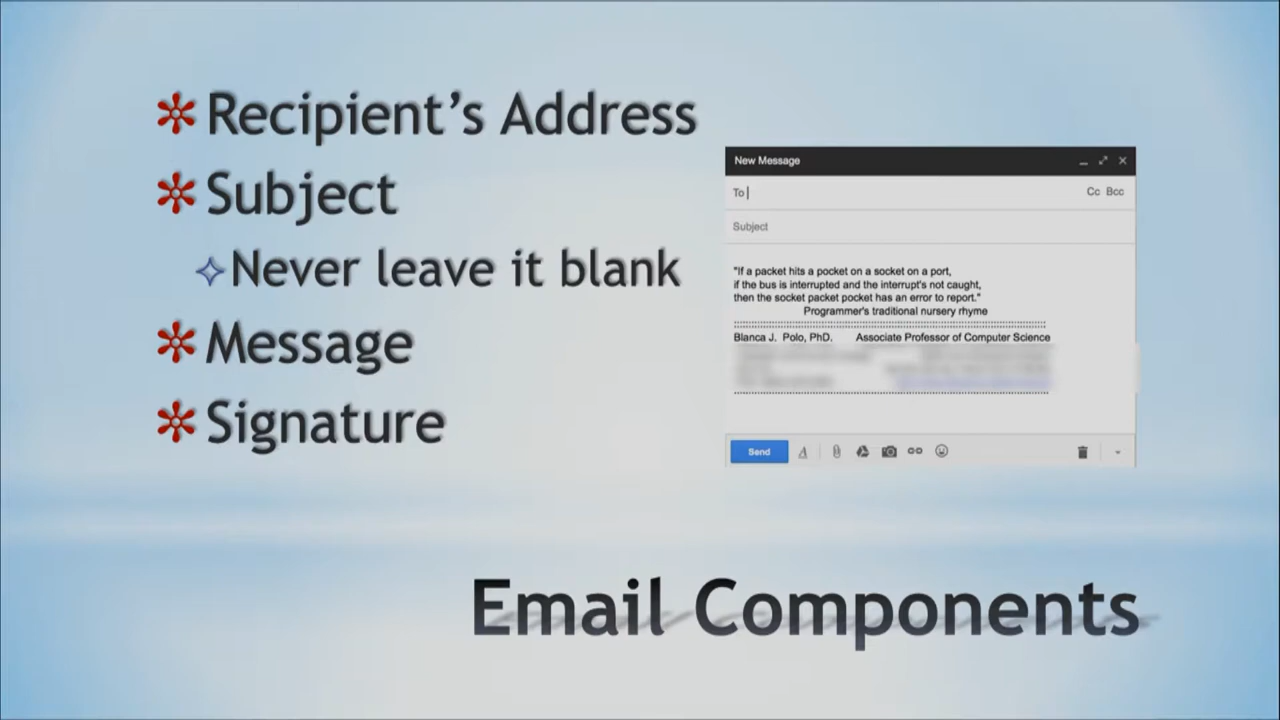 Recipient's Address
Subject
Never leave it blank
Message
Signature
New Message
To
Cc Bcc
Subject
"If a packet hits a pocket on a socket on a port,
if the bus is interrupted and the interrupt's not caught,
then the socket packet pocket has an error to report."
Programmer's traditional nursery rhyme
Blanca J. Polo, PhD. Associate Professor of Computer Science
Send
Email Components